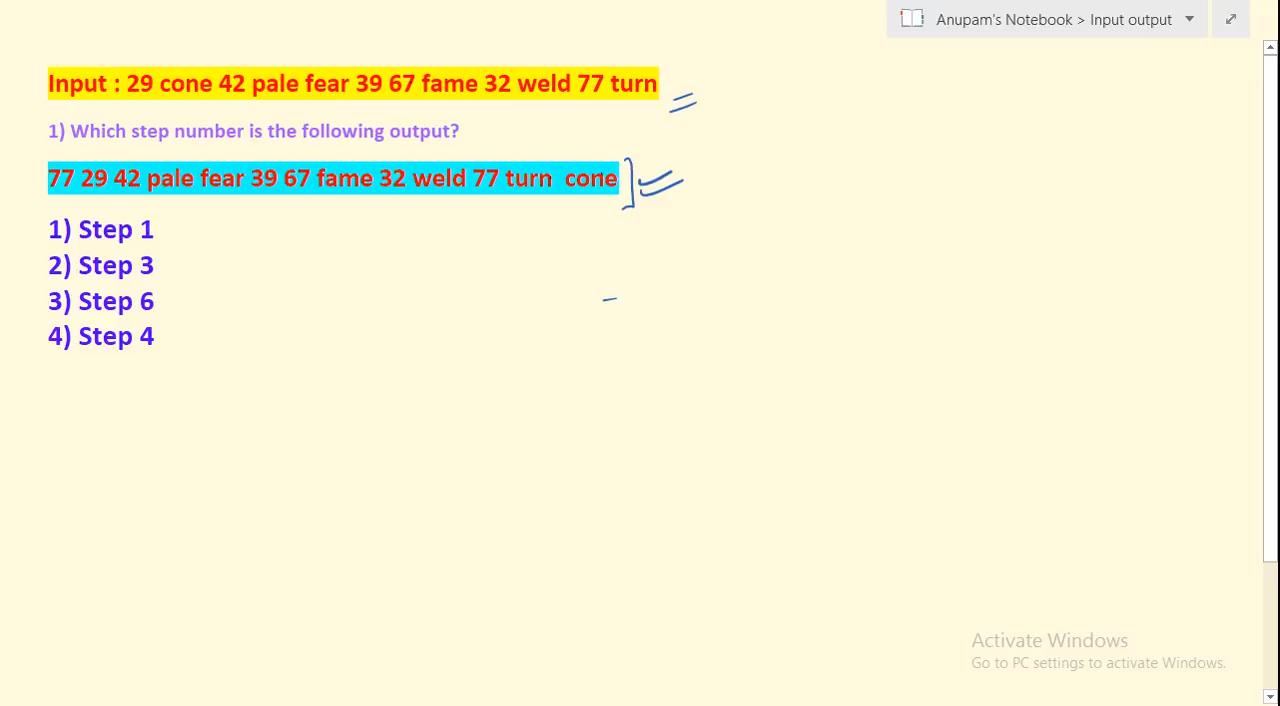 Anupam's Notebook > Input output
Input : 29 cone 42 pale fear 39 67 fame 32 weld 77 turn
1) Which step number is the following output?
77 29 42 pale fear 39 67 fame 32 weld 77 turn cone
1) Step 1
2) Step 3
3) Step 6
4) Step 4
Activate Windows
Go to PC settings to activate Windows.